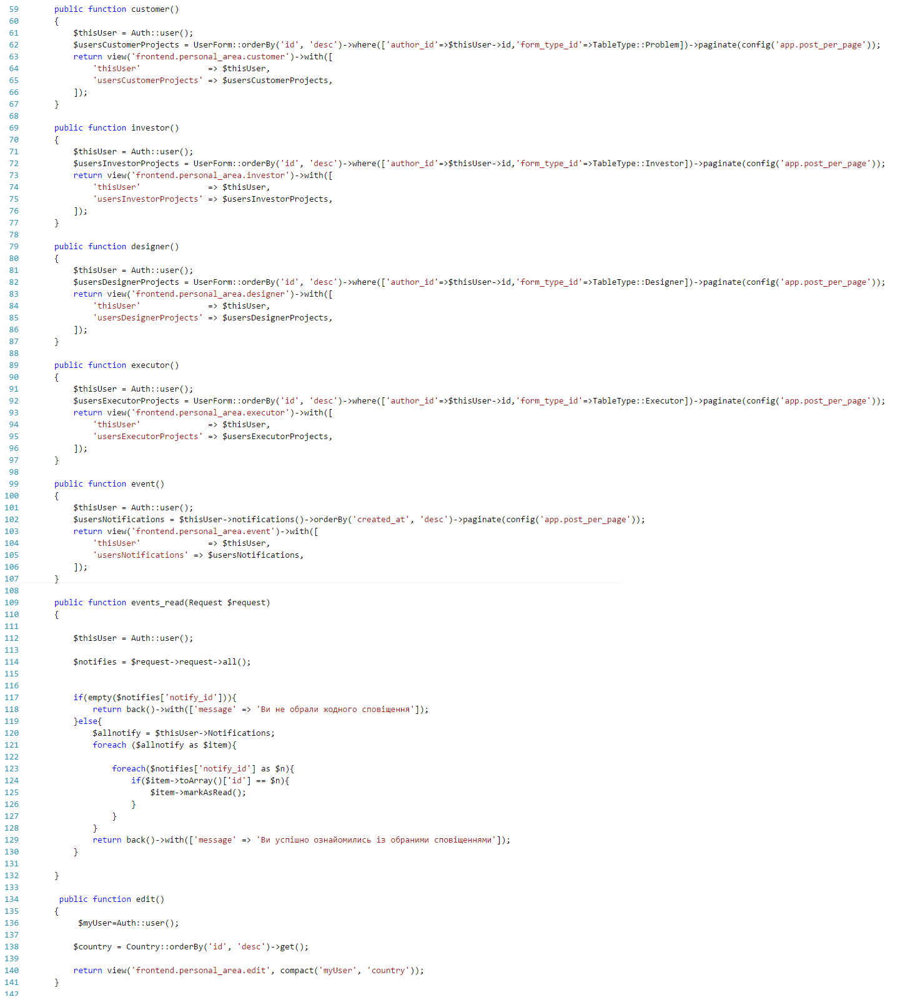 59 public function customer()
60 {
61 $thisUser = Auth::user();
62 $usersCustomerProjects = UserForm::orderBy('id', 'desc')->where(['author_id'=>$thisUser->id,'form_type_id'=>TableType::Problem])->paginate(config('app.post_per_page'));
63 return view('frontend.personal_area.customer')->with([
64 'thisUser' => $thisUser,
65 'usersCustomerProjects' => $usersCustomerProjects,
66 ]);
67 }
68
69 public function investor()
70 {
71 $thisUser = Auth::user();
72 $usersInvestorProjects = UserForm::orderBy('id', 'desc')->where(['author_id'=>$thisUser->id,'form_type_id'=>TableType::Investor])->paginate(config('app.post_per_page'));
73 return view('frontend.personal_area.investor')->with([
74 'thisUser' => $thisUser,
75 'usersInvestorProjects' => $usersInvestorProjects,
76 ]);
77 }
78
79 public function designer()
80 {
81 $thisUser = Auth::user();
82 $usersDesignerProjects = UserForm::orderBy('id', 'desc')->where(['author_id'=>$thisUser->id,'form_type_id'=>TableType::Designer])->paginate(config('app.post_per_page'));
83 return view('frontend.personal_area.designer')->with([
84 'thisUser' => $thisUser,
85 'usersDesignerProjects' => $usersDesignerProjects,
86 ]);
87 }
88
89 public function executor()
90 {
91 $thisUser = Auth::user();
92 $usersExecutorProjects = UserForm::orderBy('id', 'desc')->where(['author_id'=>$thisUser->id,'form_type_id'=>TableType::Executor])->paginate(config('app.post_per_page'));
93 return view('frontend.personal_area.executor')->with([
94 'thisUser' => $thisUser,
95 'usersExecutorProjects' => $usersExecutorProjects,
96 ]);
97 }
98
99 public function event()
100 {
101 $thisUser = Auth::user();
102 $usersNotifications = $thisUser->notifications()->orderBy('created_at', 'desc')->paginate(config('app.post_per_page'));
103 return view('frontend.personal_area.event')->with([
104 'thisUser' => $thisUser,
105 'usersNotifications' => $usersNotifications,
106 ]);
107 }
108
109 public function events_read(Request $request)
110 {
111
112 $thisUser = Auth::user();
113
114 $notifies = $request->request->all();
115
116
117 if(empty($notifies['notify_id'])){
118 return back()->with(['message' => 'Ви не обрали жодного сповіщення']);
119 }else{
120 $allnotify = $thisUser->Notifications;
121 foreach ($allnotify as $item){
122
123 foreach($notifies['notify_id'] as $n){
124 if($item->toArray()['id'] == $n){
125 $item->markAsRead();
126 }
127 }
128 }
129 return back()->with(['message' => 'Ви успішно ознайомились із обраними сповіщеннями']);
130 }
131
132 }
133
134 public function edit()
135 {
136 $myUser=Auth::user();
137
138 $country = Country::orderBy('id', 'desc')->get();
139
140 return view('frontend.personal_area.edit', compact('myUser', 'country'));
141 }
142